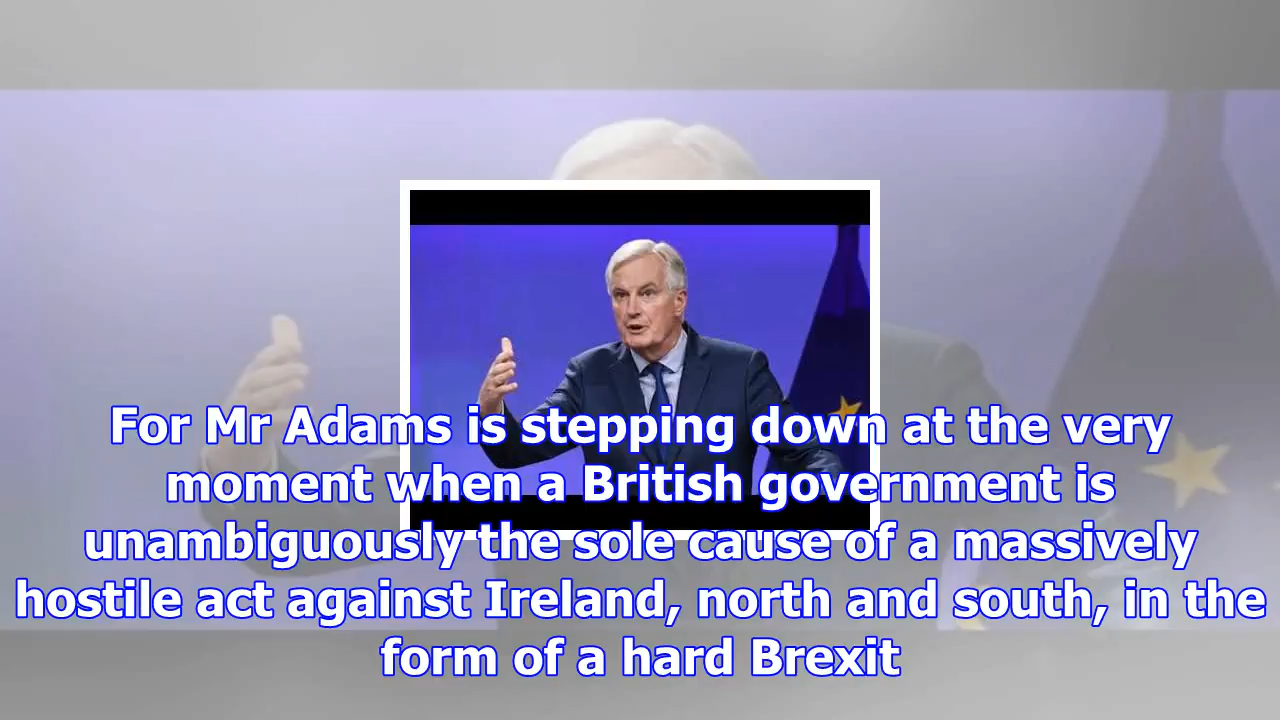 For Mr Adams is stepping down at the very
moment when a British government is
unambiguously the sole cause of a massively
hostile act against Ireland, north and south, in the
form of a hard Brexit